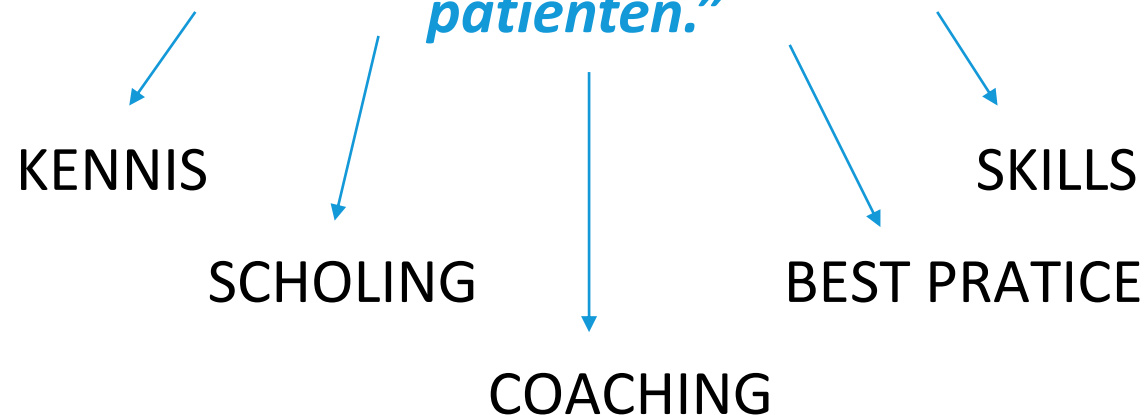 patiënten.”
KENNIS
SKILLS
SCHOLING
BEST PRATICE
COACHING